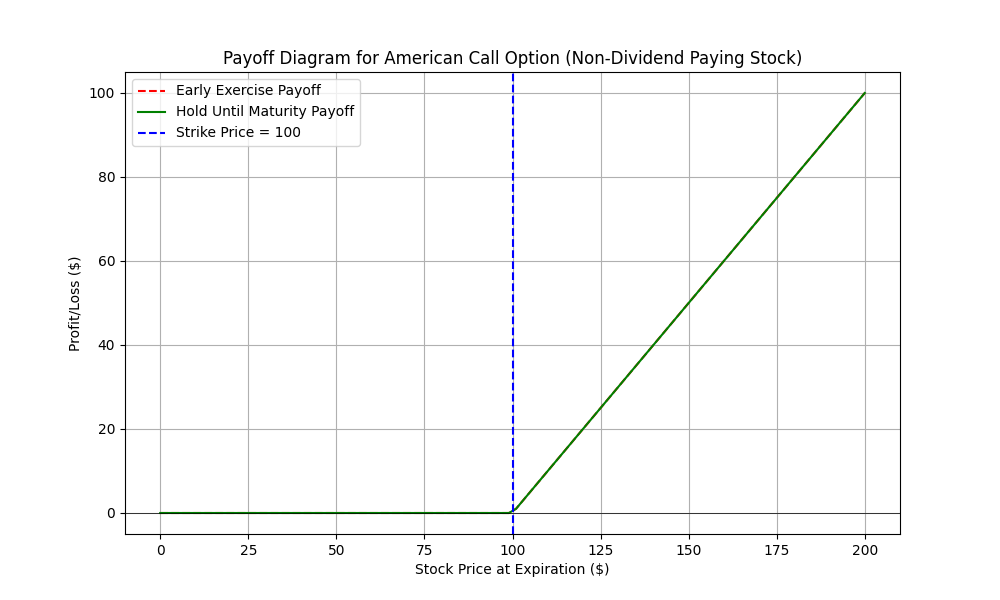 Payoff Diagram for American Call Option (Non-Dividend Paying Stock)
Early Exercise Payoff
Hold Until Maturity Payoff
Strike Price = 100
Profit/Loss ($)
100
80
60
40
20
0
0 25 50 75 100 125 150 175 200
Stock Price at Expiration ($)